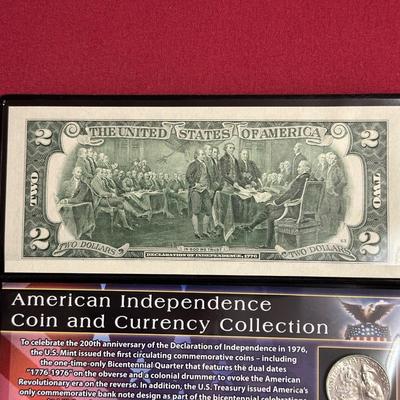 2 THE UNITED STATES OF AMERICA 2
TWO TWO
2 TWO DOLLARS IN GOD WE TRUST TWO DOLLARS 2
DECLARATION OF INDEPENDENCE, 1776
American Independence
Coin and Currency Collection
To celebrate the 200th anniversary of the Declaration of Independence in 1976,
the U.S. Mint issued the first circulating commemorative coins – including
the one-time-only Bicentennial Quarter that features the dual dates
"1776-1976" on the obverse and a colonial drummer to evoke the American
Revolutionary era on the reverse. In addition, the U.S. Treasury issued America's
only commemorative bank note design as part of the bicentennial celebration